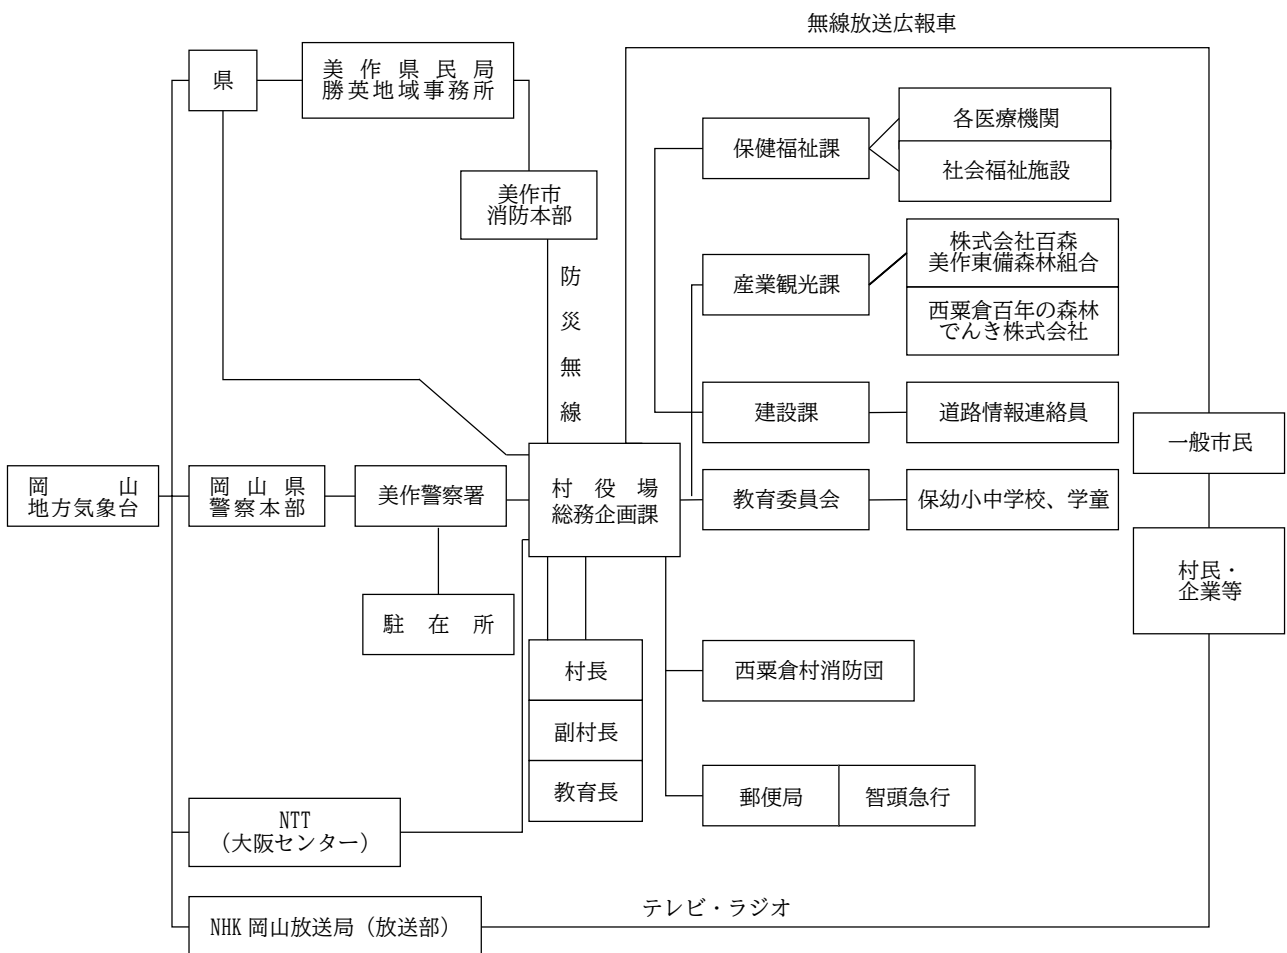 無線放送広報車
県
美作県民局
勝英地域事務所
各医療機関
保健福祉課
社会福祉施設
美作市
消防本部
株式会社百森
美作東備森林組合
防災無線
産業観光課
西粟倉百年の森林
でんき株式会社
建設課
道路情報連絡員
一般市民
岡山
地方気象台
岡山県
警察本部
美作警察署
村役場
総務企画課
教育委員会
保幼小中学校、学童
村民・
企業等
駐在所
村長
西粟倉村消防団
副村長
教育長
郵便局
智頭急行
NTT
（大阪センター）
テレビ・ラジオ
NHK岡山放送局（放送部）